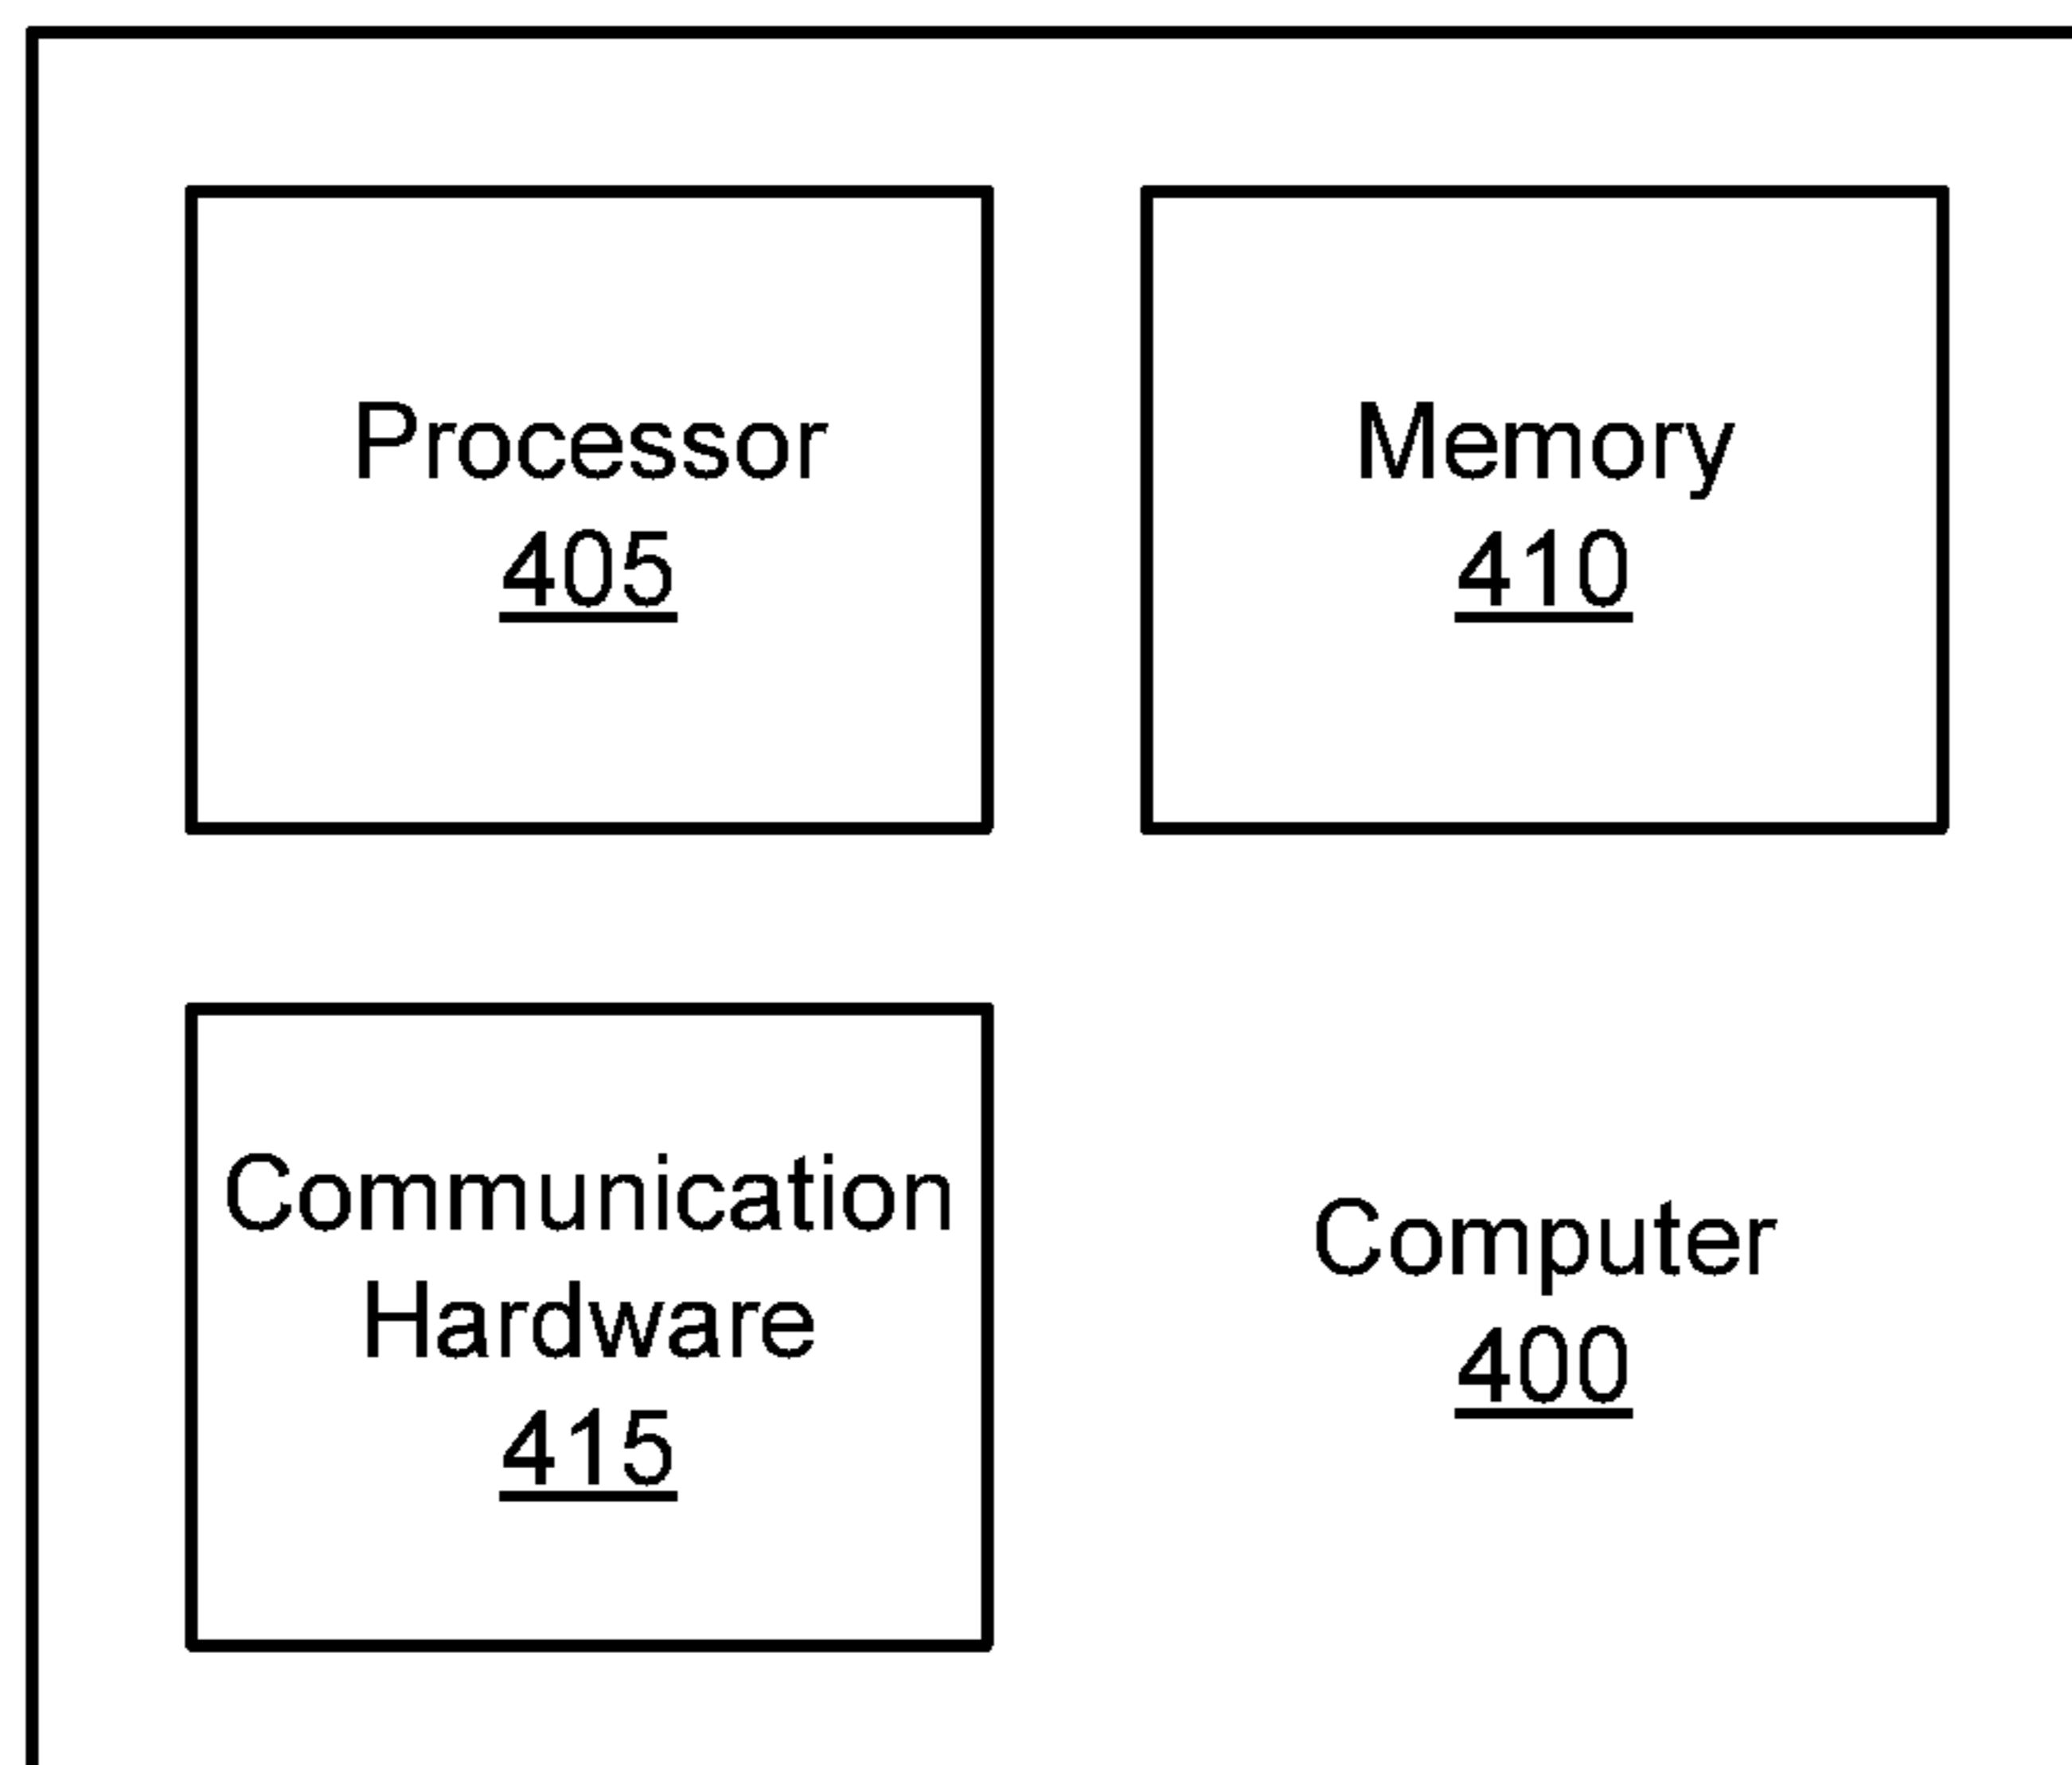 Processor
405
Memory
410
Communication
Hardware
415
Computer
400